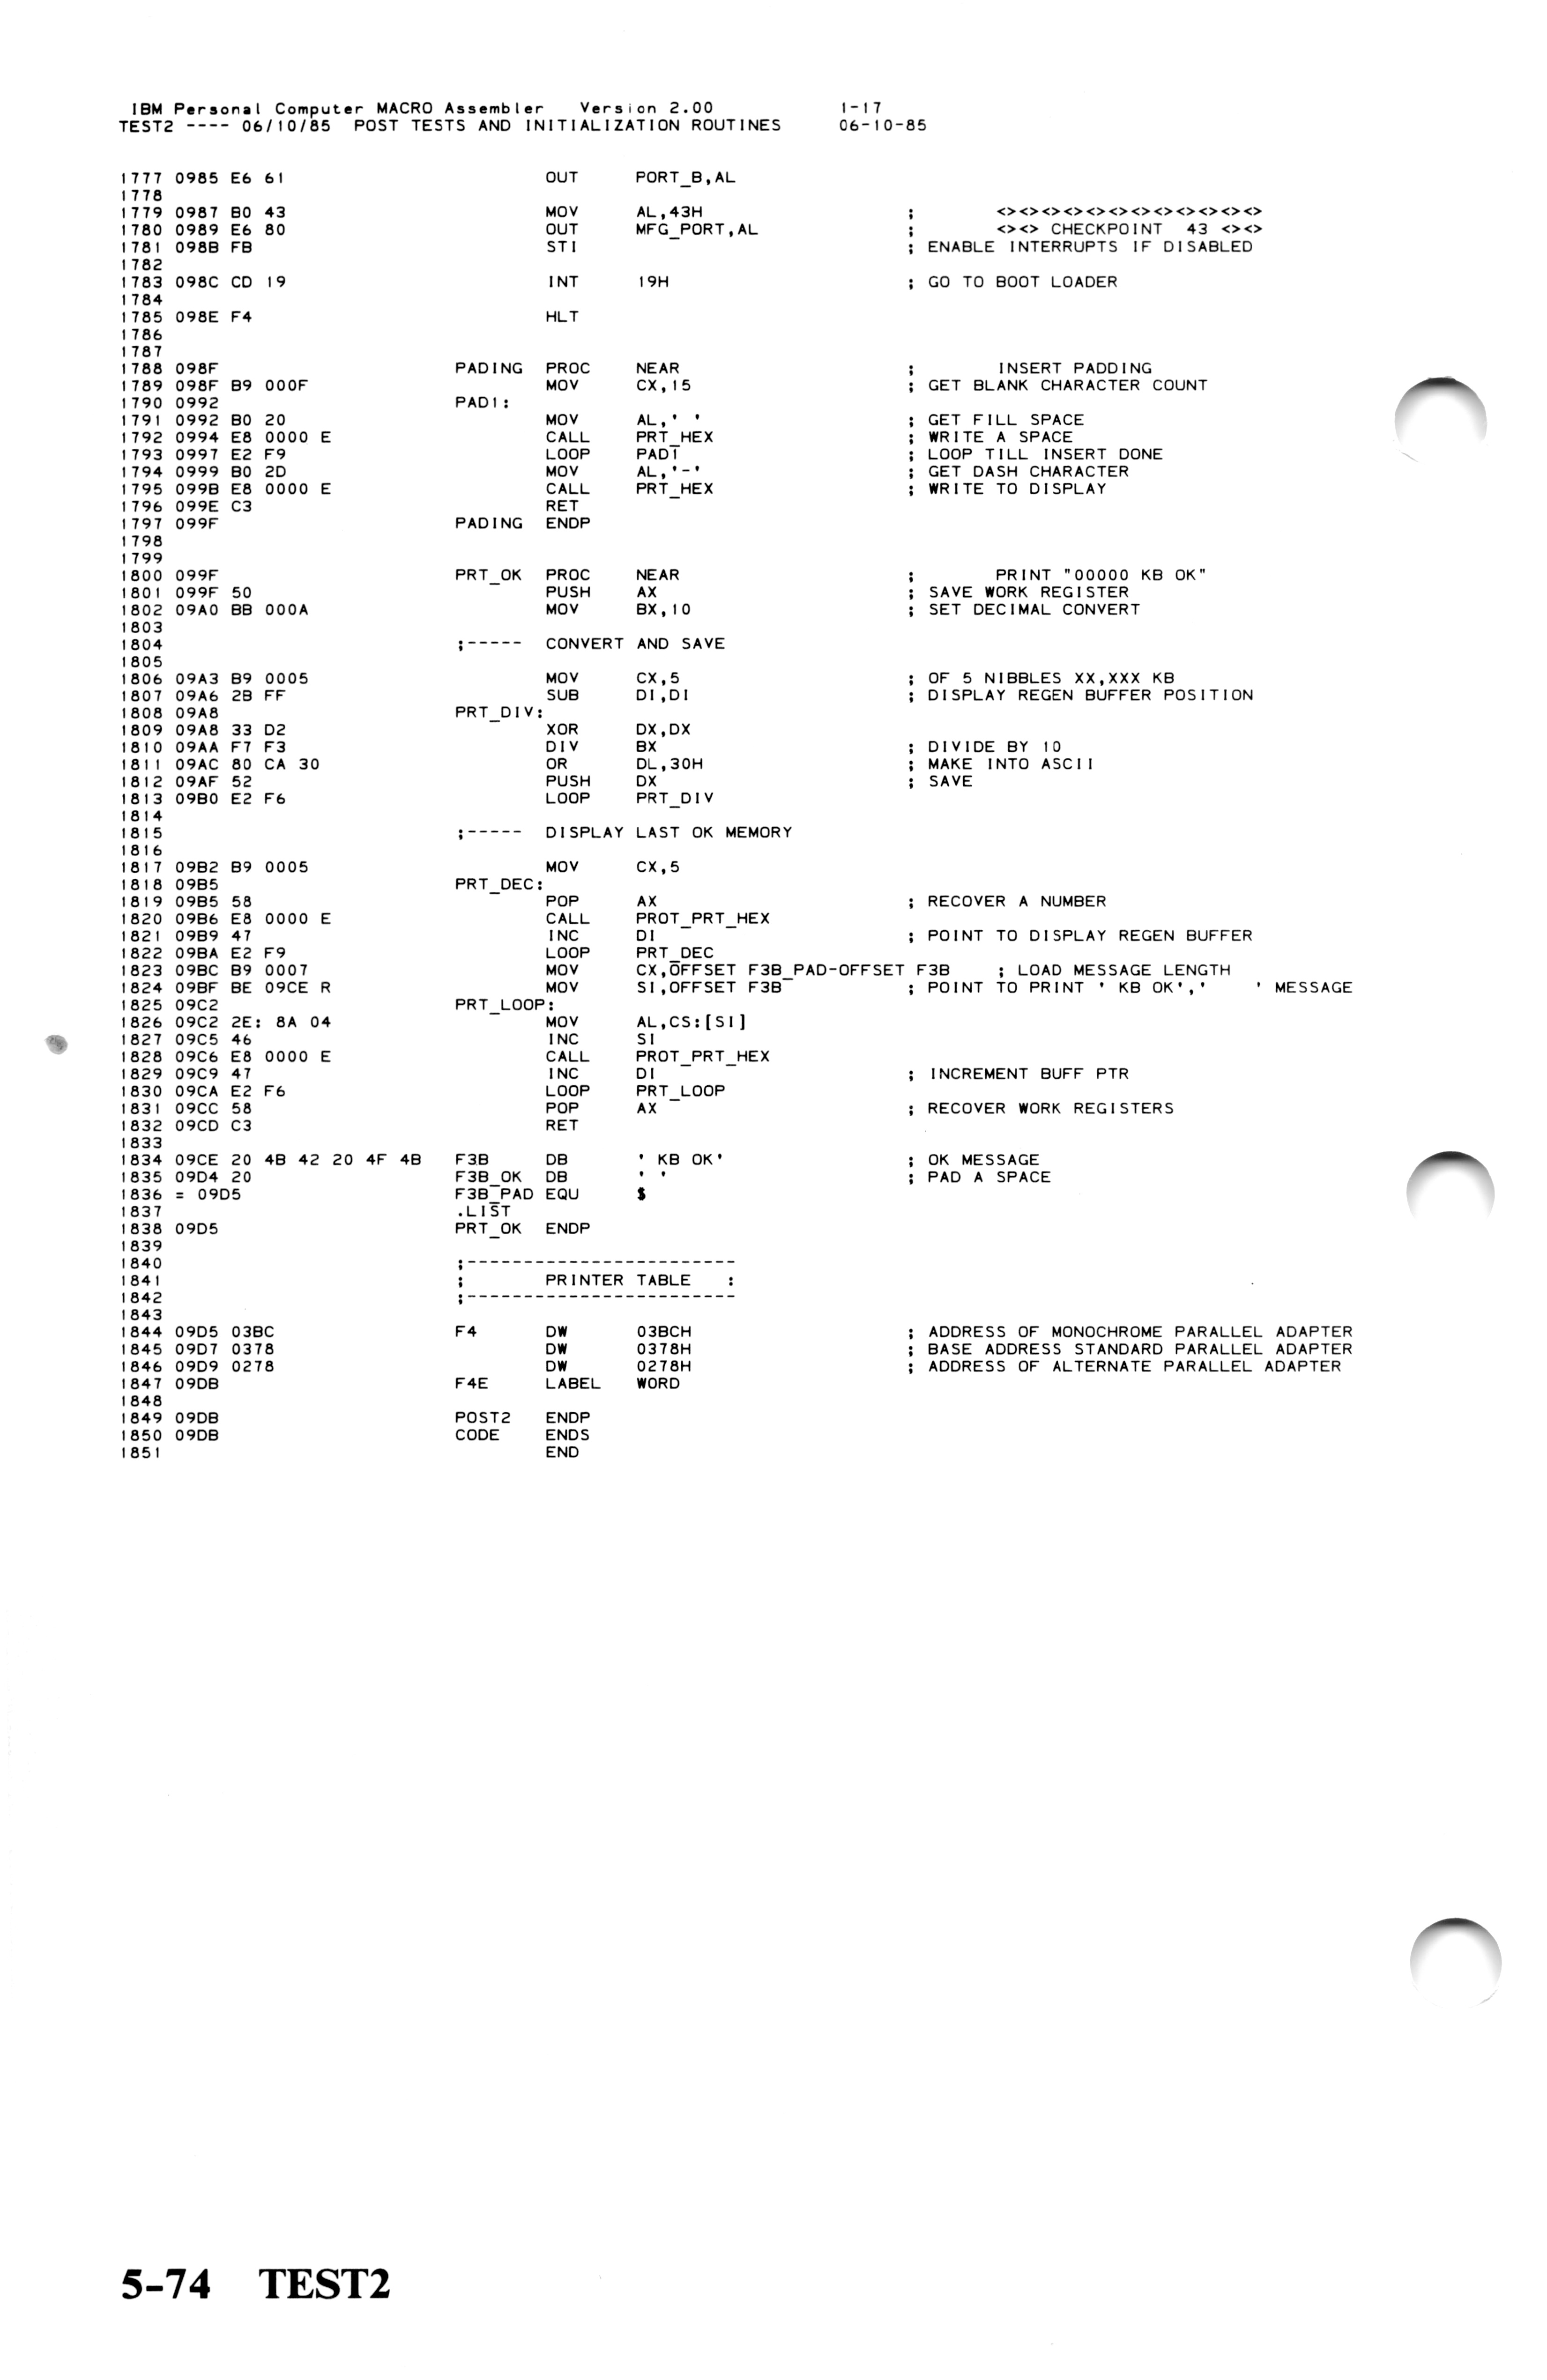 IBM Personal Computer MACRO Assembler   Version 2.00              1-17
TEST2 ---- 06/10/85  POST TESTS AND INITIALIZATION ROUTINES      06-10-85
1777 0985 E6 61                       OUT     PORT_B,AL
1778
1779 0987 B0 43                       MOV     AL,43H                  ;       <><><><><><><><><><><><>
1780 0989 E6 80                       OUT     MFG_PORT,AL             ;       <><> CHECKPOINT  43 <><>
1781 098B FB                          STI                             ; ENABLE INTERRUPTS IF DISABLED
1782
1783 098C CD 19                       INT     19H                     ; GO TO BOOT LOADER
1784
1785 098E F4                          HLT
1786
1787
1788 098F                     PADING  PROC    NEAR                    ;       INSERT PADDING
1789 098F B9 000F                     MOV     CX,15                   ; GET BLANK CHARACTER COUNT
1790 0992                     PAD1:
1791 0992 B0 20                       MOV     AL,' '                  ; GET FILL SPACE
1792 0994 E8 0000 E                   CALL    PRT_HEX                 ; WRITE A SPACE
1793 0997 E2 F9                       LOOP    PAD1                    ; LOOP TILL INSERT DONE
1794 0999 B0 2D                       MOV     AL,'-'                  ; GET DASH CHARACTER
1795 099B E8 0000 E                   CALL    PRT_HEX                 ; WRITE TO DISPLAY
1796 099E C3                          RET
1797 099F                     PADING  ENDP
1798
1799
1800 099F                     PRT_OK  PROC    NEAR                    ;       PRINT "00000 KB OK"
1801 099F 50                          PUSH    AX                      ; SAVE WORK REGISTER
1802 09A0 BB 000A                     MOV     BX,10                   ; SET DECIMAL CONVERT
1803
1804                          ;-----  CONVERT AND SAVE
1805
1806 09A3 B9 0005                     MOV     CX,5                    ; OF 5 NIBBLES XX,XXX KB
1807 09A6 2B FF                       SUB     DI,DI                   ; DISPLAY REGEN BUFFER POSITION
1808 09A8                     PRT_DIV:
1809 09A8 33 D2                       XOR     DX,DX
1810 09AA F7 F3                       DIV     BX                      ; DIVIDE BY 10
1811 09AC 80 CA 30                    OR      DL,30H                  ; MAKE INTO ASCII
1812 09AF 52                          PUSH    DX                      ; SAVE
1813 09B0 E2 F6                       LOOP    PRT_DIV
1814
1815                          ;-----  DISPLAY LAST OK MEMORY
1816
1817 09B2 B9 0005                     MOV     CX,5
1818 09B5                     PRT_DEC:
1819 09B5 58                          POP     AX                      ; RECOVER A NUMBER
1820 09B6 E8 0000 E                   CALL    PROT_PRT_HEX
1821 09B9 47                          INC     DI                      ; POINT TO DISPLAY REGEN BUFFER
1822 09BA E2 F9                       LOOP    PRT_DEC
1823 09BC B9 0007                     MOV     CX,OFFSET F3B_PAD-OFFSET F3B    ; LOAD MESSAGE LENGTH
1824 09BF BE 09CE R                   MOV     SI,OFFSET F3B           ; POINT TO PRINT ' KB OK','    ' MESSAGE
1825 09C2                     PRT_LOOP:
1826 09C2 2E: 8A 04                   MOV     AL,CS:[SI]
1827 09C5 46                          INC     SI
1828 09C6 E8 0000 E                   CALL    PROT_PRT_HEX
1829 09C9 47                          INC     DI                      ; INCREMENT BUFF PTR
1830 09CA E2 F6                       LOOP    PRT_LOOP
1831 09CC 58                          POP     AX                      ; RECOVER WORK REGISTERS
1832 09CD C3                          RET
1833
1834 09CE 20 4B 42 20 4F 4B   F3B     DB      ' KB OK'                ; OK MESSAGE
1835 09D4 20                  F3B_OK  DB      ' '                     ; PAD A SPACE
1836 = 09D5                   F3B_PAD EQU     $
1837                          .LIST
1838 09D5                     PRT_OK  ENDP
1839
1840                          ;------------------------
1841                          ;       PRINTER TABLE   :
1842                          ;------------------------
1843
1844 09D5 03BC                F4      DW      03BCH                   ; ADDRESS OF MONOCHROME PARALLEL ADAPTER
1845 09D7 0378                        DW      0378H                   ; BASE ADDRESS STANDARD PARALLEL ADAPTER
1846 09D9 0278                        DW      0278H                   ; ADDRESS OF ALTERNATE PARALLEL ADAPTER
1847 09DB                     F4E     LABEL   WORD
1848
1849 09DB                     POST2   ENDP
1850 09DB                     CODE    ENDS
1851                                  END
5-74   TEST2